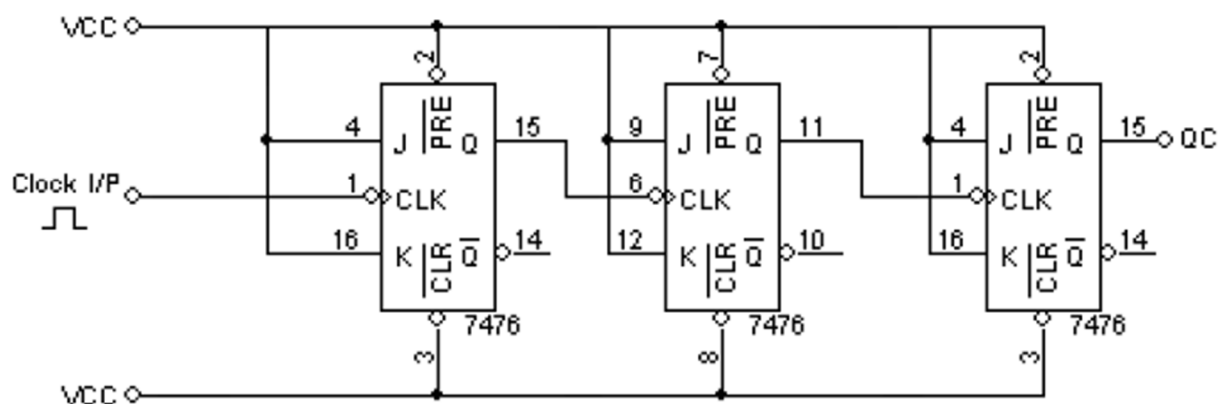 VCC
2 7 2
4 J PRE Q 15 9 J PRE Q 11 4 J PRE Q 15 QC
Clock I/P 1 CLK 6 CLK 1 CLK
16 K CLR Q 14 12 K CLR Q 10 16 K CLR Q 14
7476 7476 7476
3 8 3
VCC